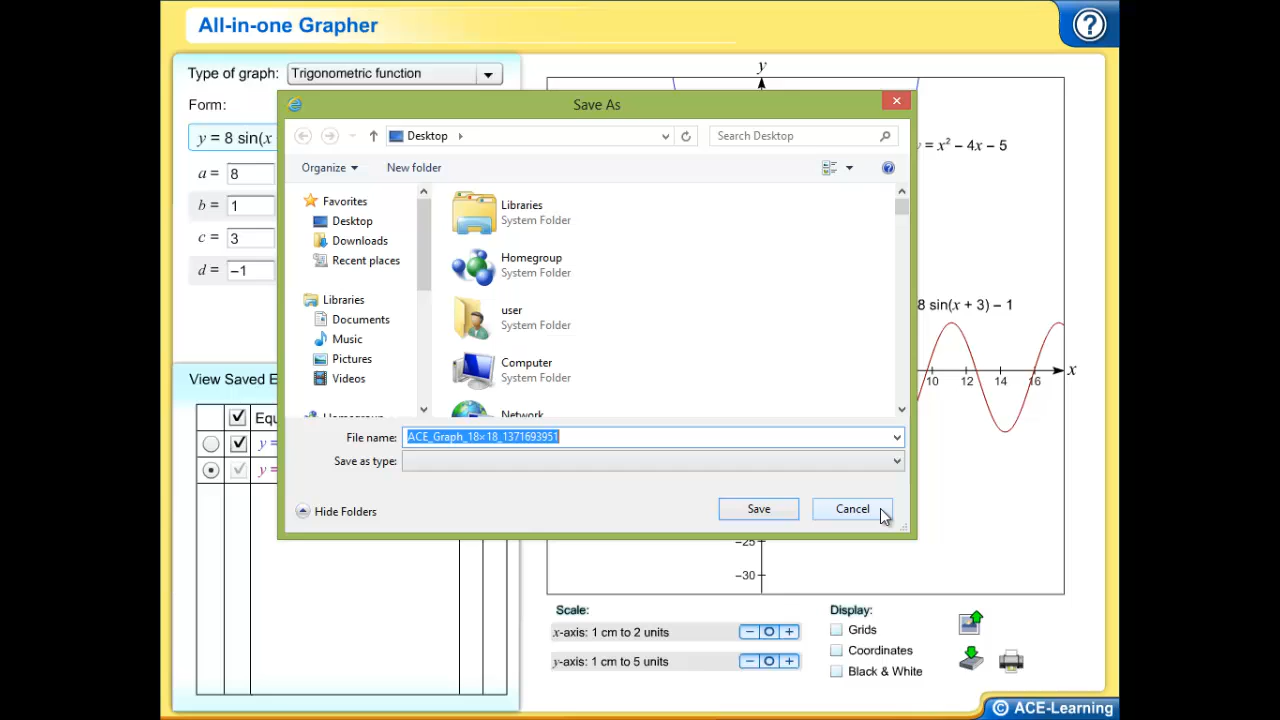 All-in-one Grapher
?
Type of graph: Trigonometric function
Form:
y = 8 sin(x
a = 8
b = 1
c = 3
d = −1
View Saved E
Equ
y =
y =
Save As
Desktop
Search Desktop
Organize
New folder
Favorites
Desktop
Downloads
Recent places
Libraries
Documents
Music
Pictures
Videos
Homegroup
Libraries
System Folder
Homegroup
System Folder
user
System Folder
Computer
System Folder
Network
File name: ACE_Graph_18×18_1371693951
Save as type:
Hide Folders
Save
Cancel
y
= x² − 4x − 5
8 sin(x + 3) − 1
x
10 12 14 16
−25
−30
Scale:
x-axis: 1 cm to 2 units
y-axis: 1 cm to 5 units
Display:
Grids
Coordinates
Black & White
© ACE-Learning